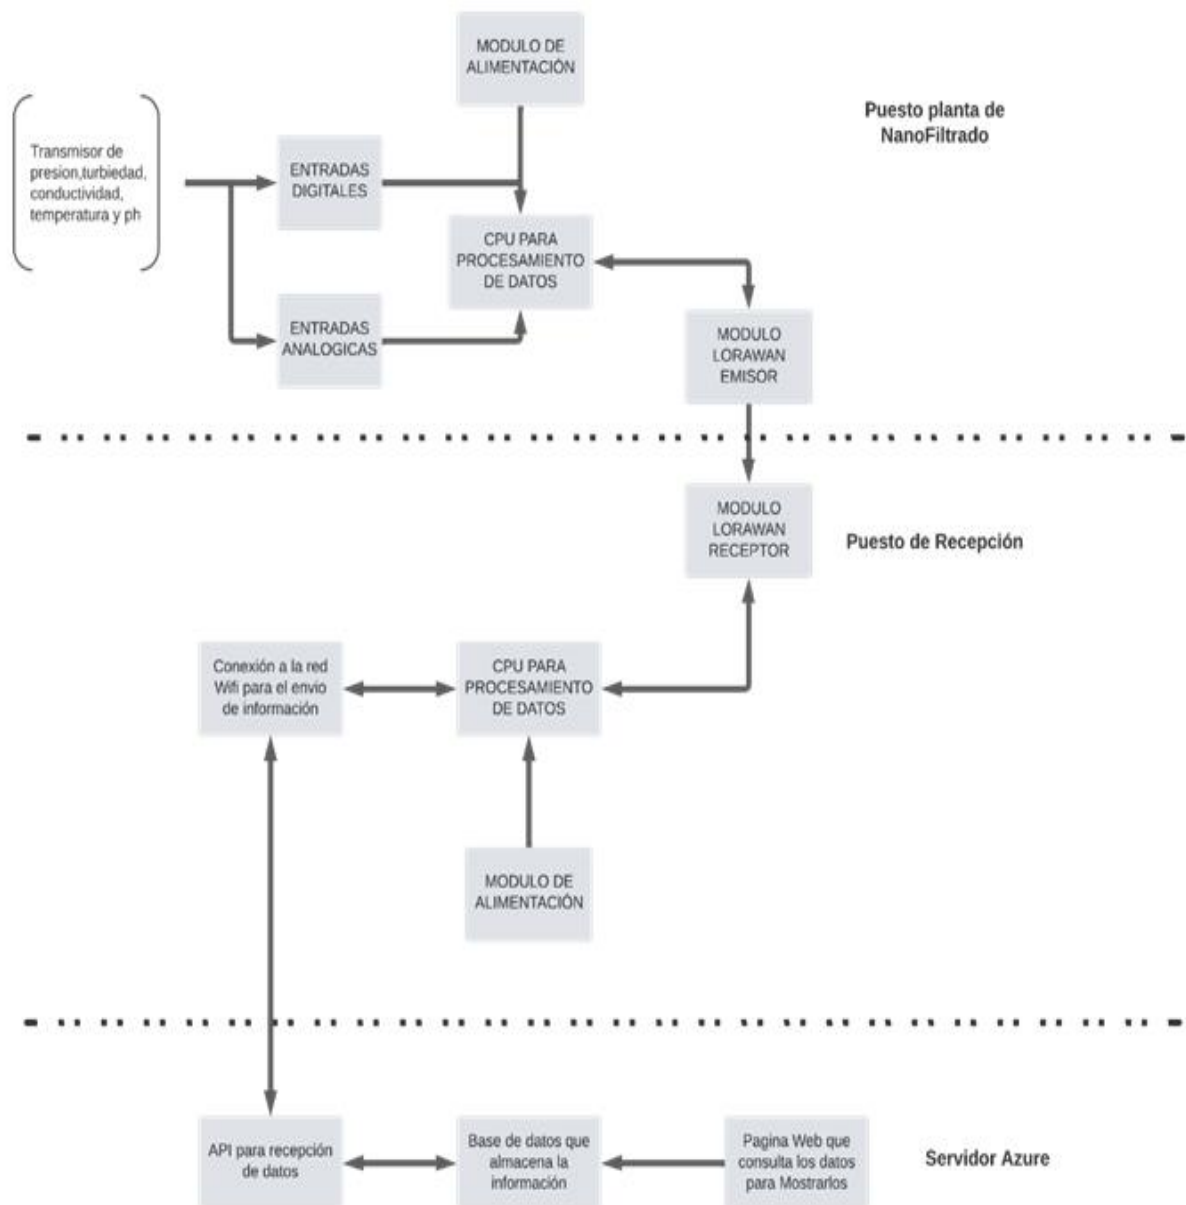 MODULO DE
ALIMENTACIÓN
Puesto planta de
NanoFiltrado
Transmisor de
presion,turbiedad,
conductividad,
temperatura y ph
ENTRADAS
DIGITALES
CPU PARA
PROCESAMIENTO
DE DATOS
ENTRADAS
ANALOGICAS
MODULO
LORAWAN
EMISOR
MODULO
LORAWAN
RECEPTOR
Puesto de Recepción
Conexión a la red
Wifi para el envio
de información
CPU PARA
PROCESAMIENTO
DE DATOS
MODULO DE
ALIMENTACIÓN
API para recepción
de datos
Base de datos que
almacena la
información
Pagina Web que
consulta los datos
para Mostrarlos
Servidor Azure